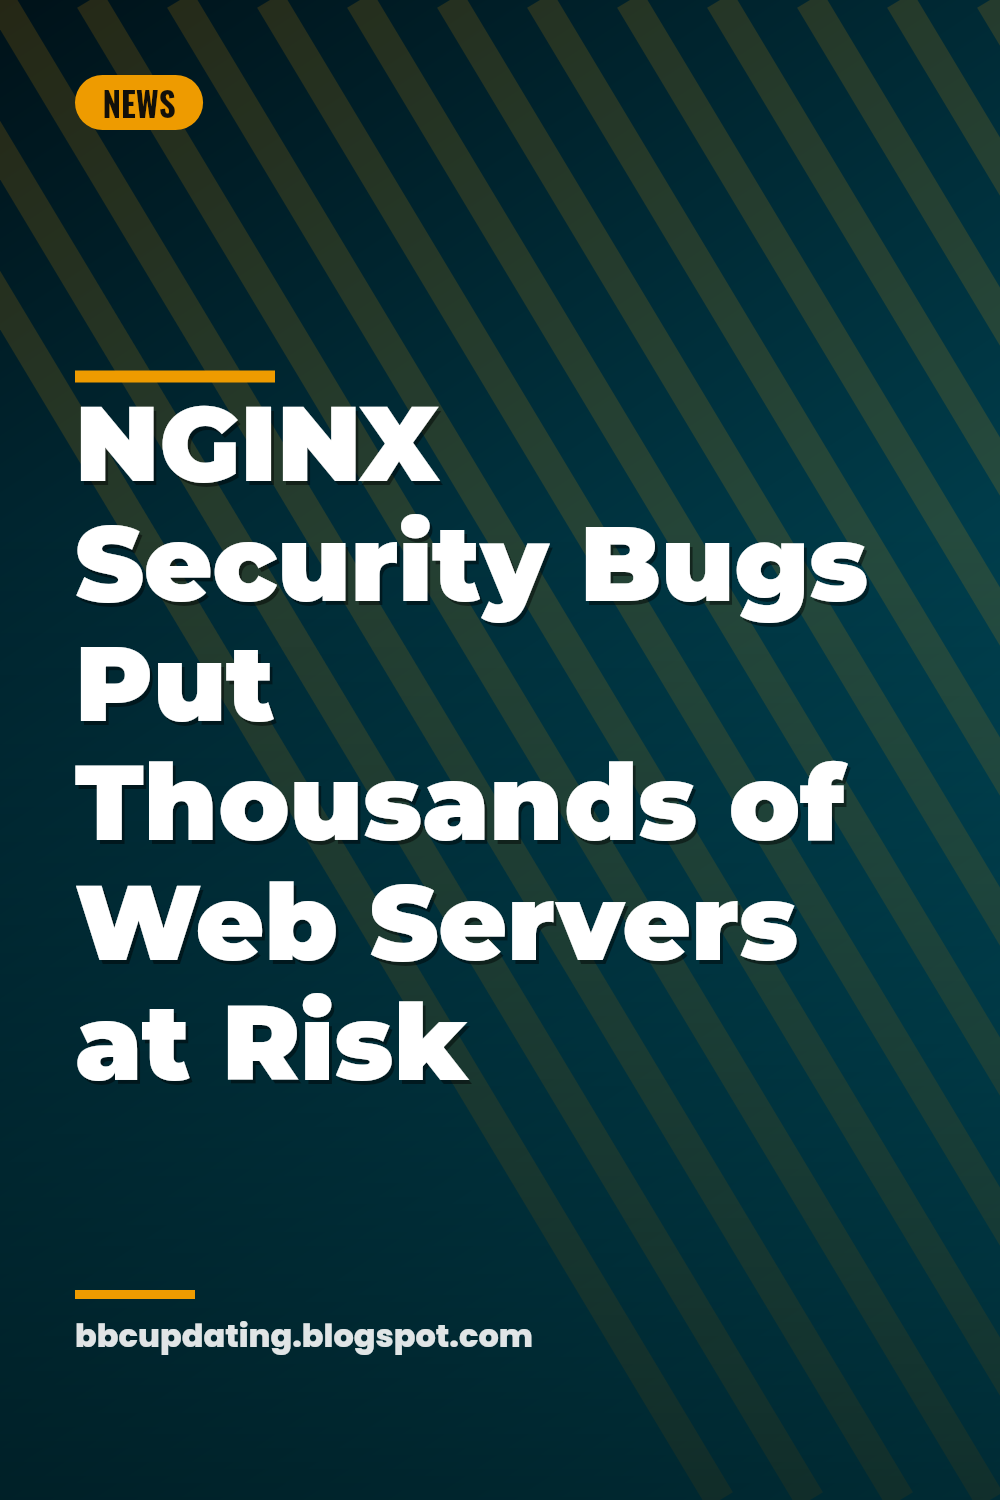 NEWS
NGINX
Security Bugs
Put
Thousands of
Web Servers
at Risk
bbcupdating.blogspot.com